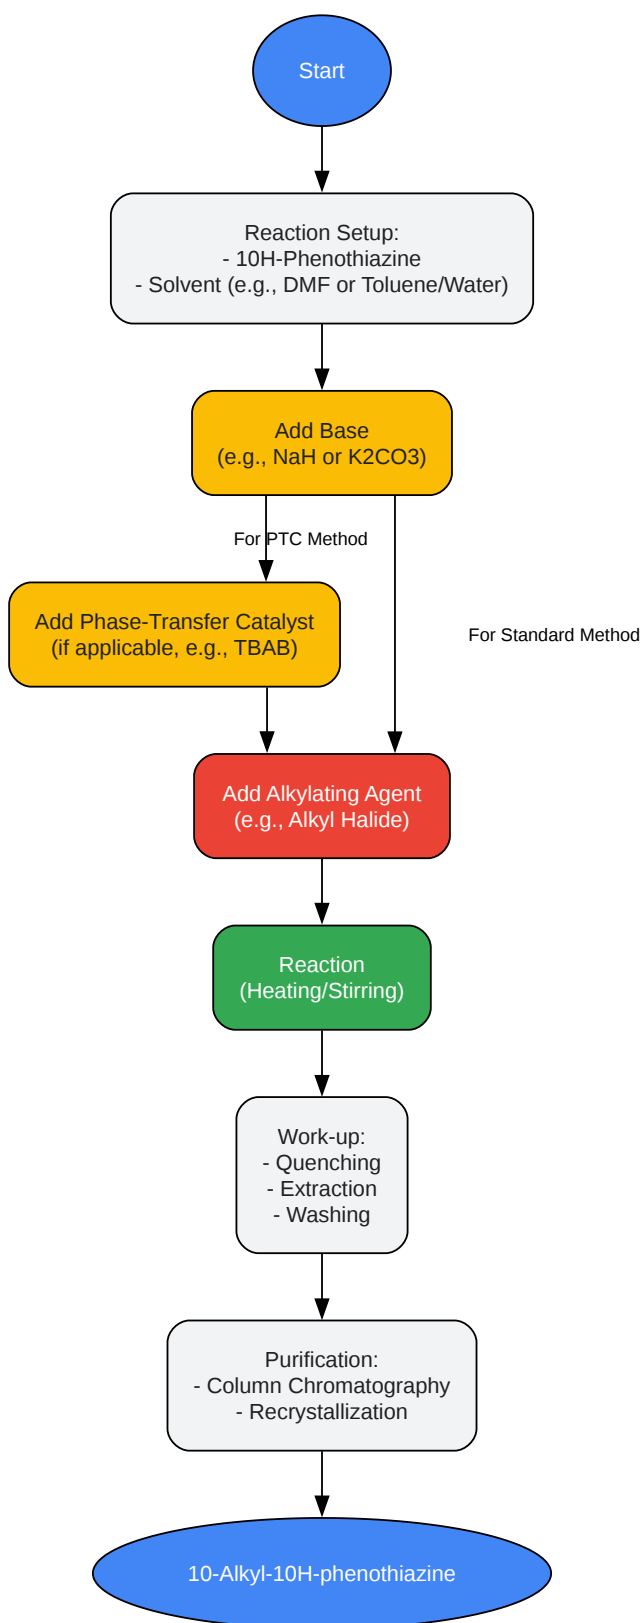 Start
Reaction Setup:
- 10H-Phenothiazine
- Solvent (e.g., DMF or Toluene/Water)
Add Base
(e.g., NaH or K2CO3)
For PTC Method
Add Phase-Transfer Catalyst
(if applicable, e.g., TBAB)
For Standard Method
Add Alkylating Agent
(e.g., Alkyl Halide)
Reaction
(Heating/Stirring)
Work-up:
- Quenching
- Extraction
- Washing
Purification:
- Column Chromatography
- Recrystallization
10-Alkyl-10H-phenothiazine